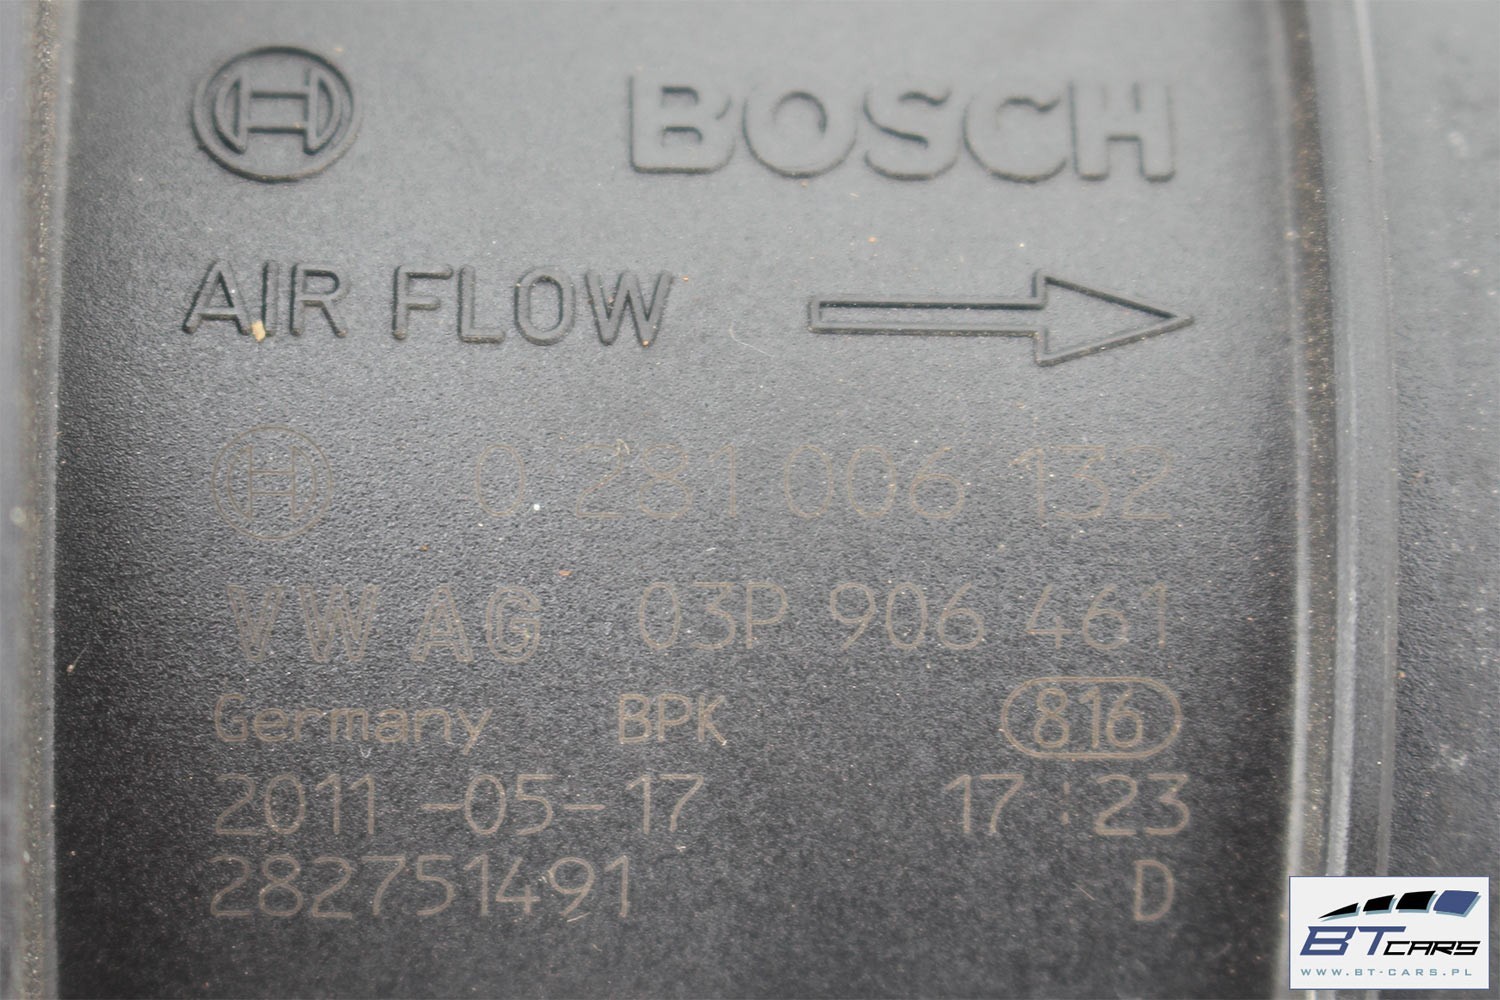 BOSCH
AIR FLOW
0 281 006 132
VW AG 03P 906 461
Germany BPK 816
2011-05-17 17:23
282751491 D
BT CARS
WWW.BT-CARS.PL